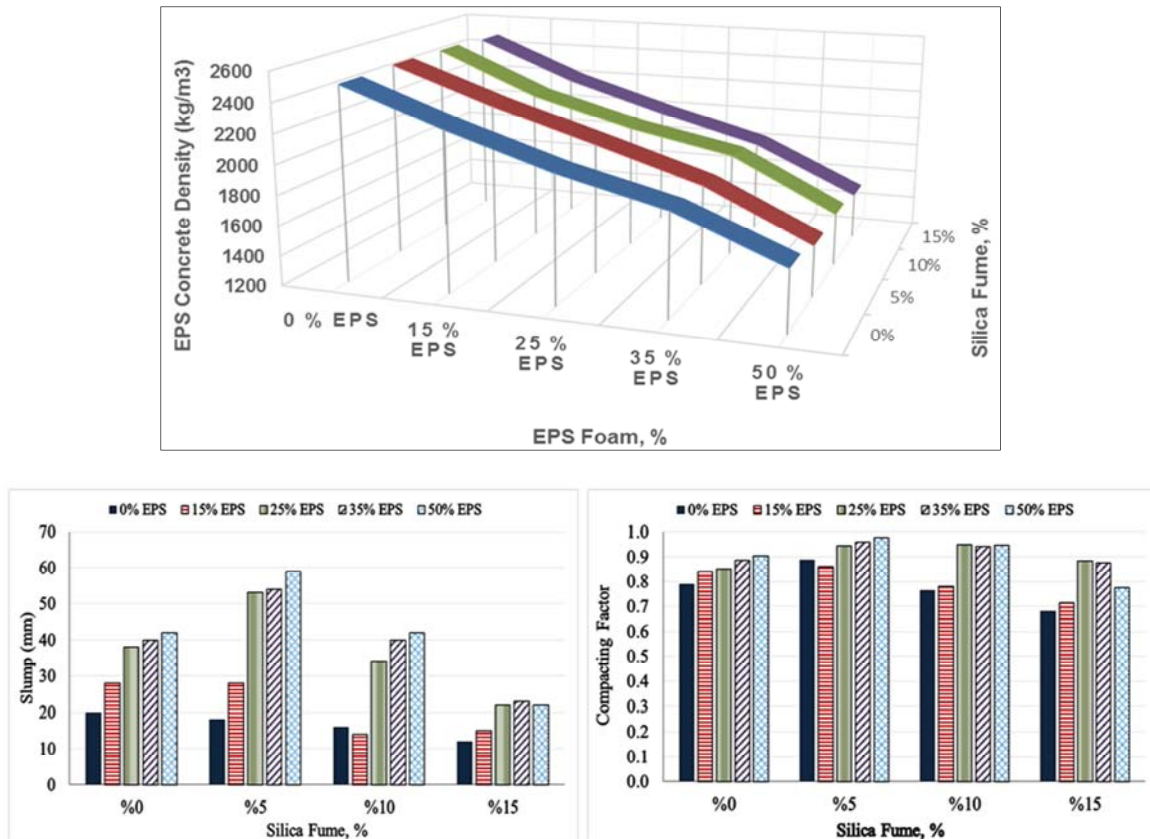 EPS Concrete Density (kg/m3)
2600
2400
2200
2000
1800
1600
1400
1200
0 % EPS
15 %
EPS
25 %
EPS
35 %
EPS
50 %
EPS
EPS Foam, %
0%
5%
10%
15%
Silica Fume, %
0% EPS 15% EPS 25% EPS 35% EPS 50% EPS
Slump (mm)
70
60
50
40
30
20
10
0
%0 %5 %10 %15
Silica Fume, %
0% EPS 15% EPS 25% EPS 35% EPS 50% EPS
Compacting Factor
1.0
0.9
0.8
0.7
0.6
0.5
0.4
0.3
0.2
0.1
0.0
%0 %5 %10 %15
Silica Fume, %